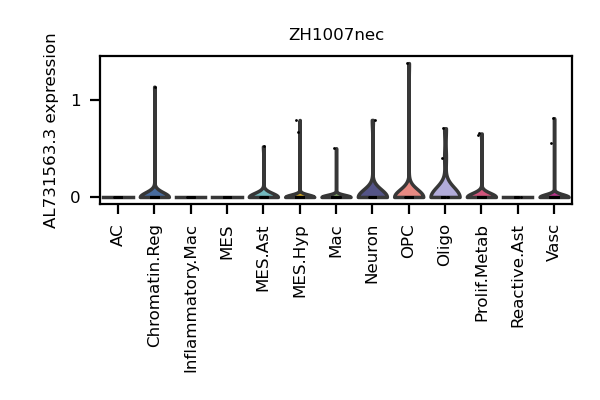 ZH1007nec
AL731563.3 expression
1
0
AC
Chromatin.Reg
Inflammatory.Mac
MES
MES.Ast
MES.Hyp
Mac
Neuron
OPC
Oligo
Prolif.Metab
Reactive.Ast
Vasc